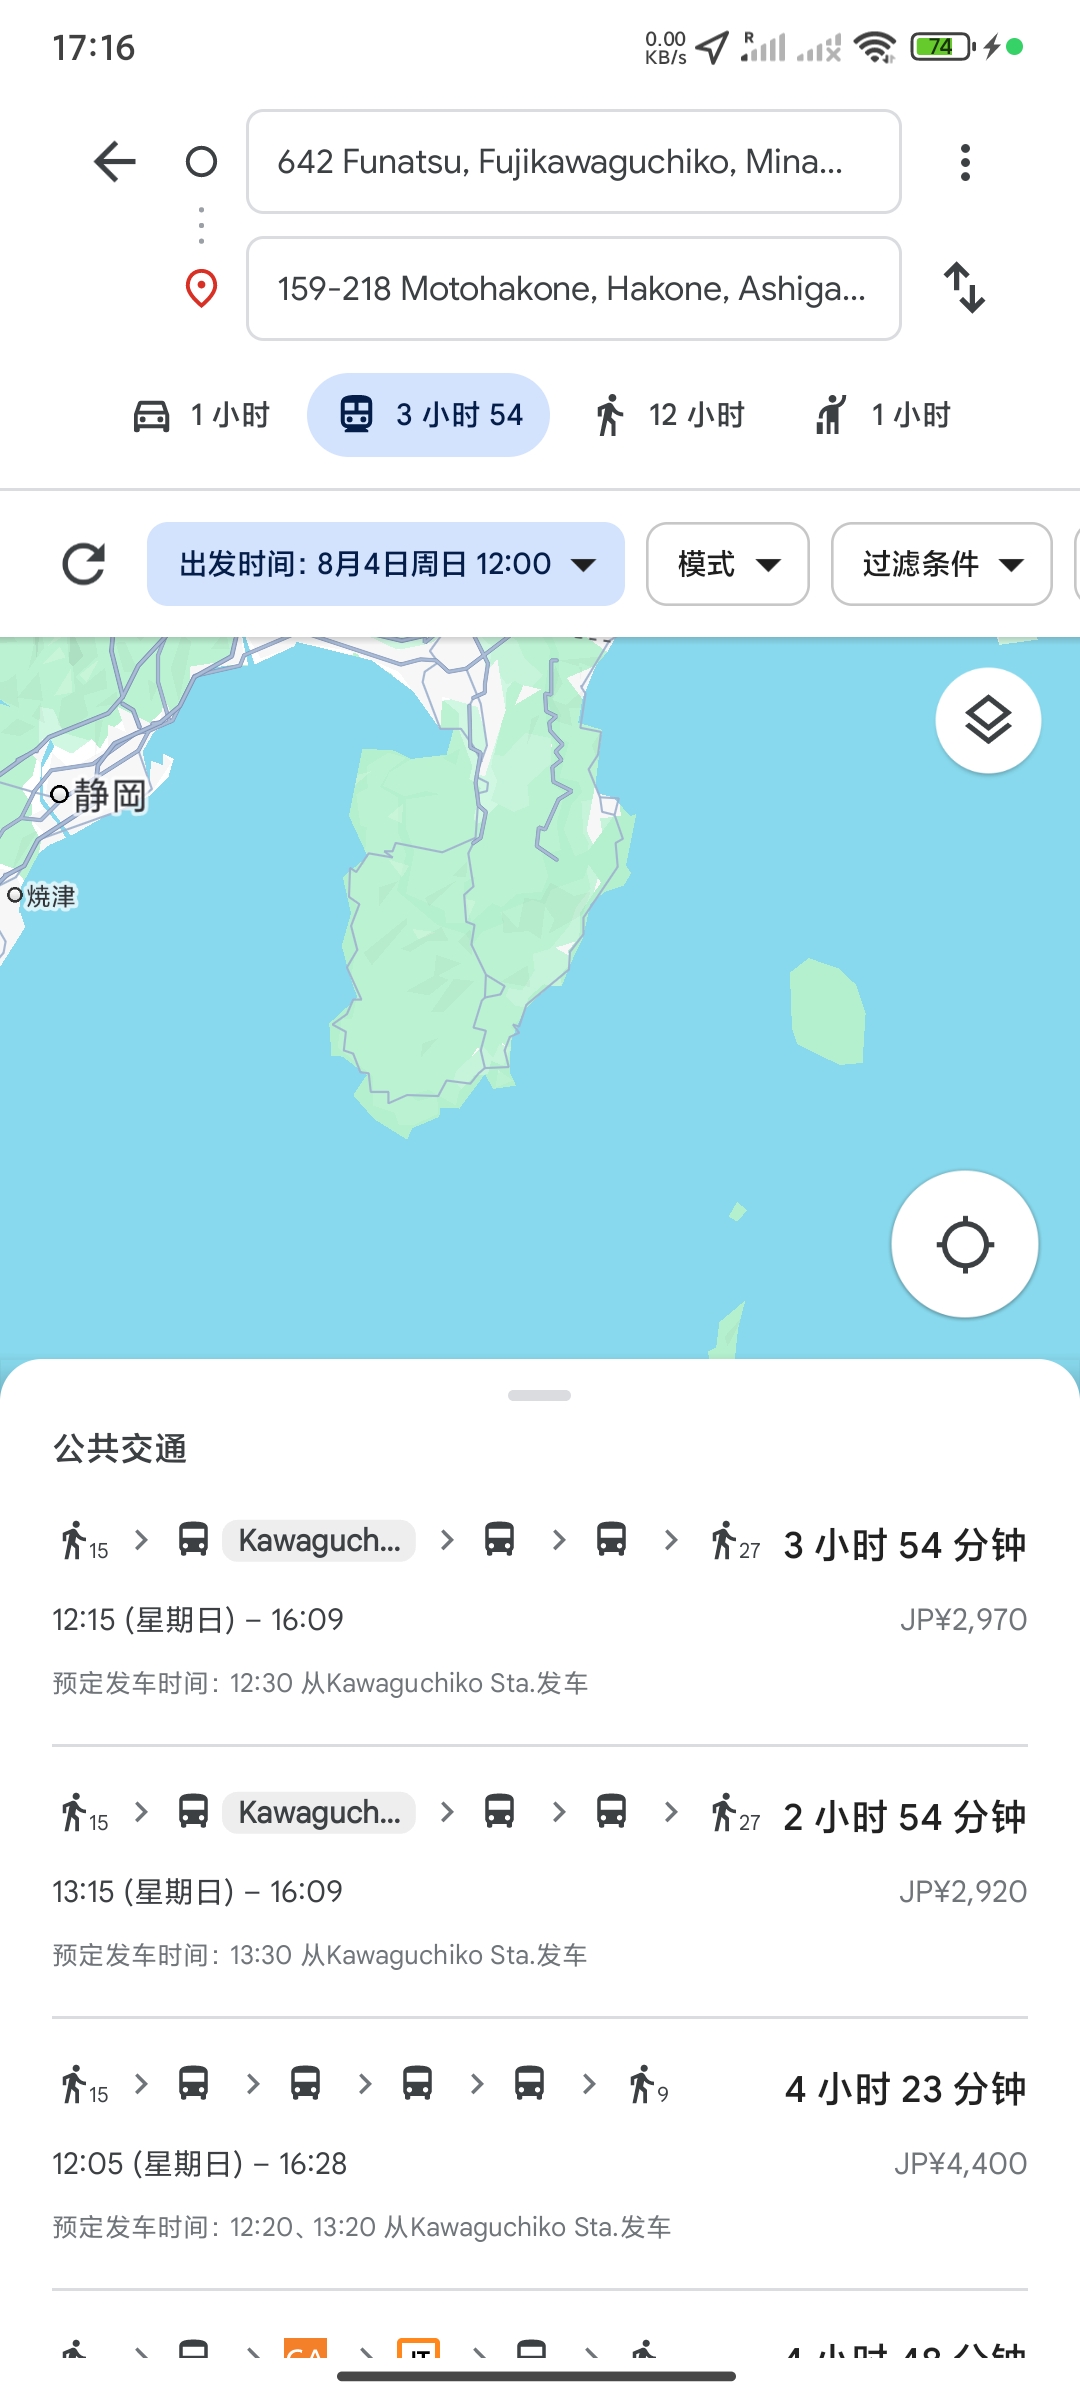 17:16
0.00 KB/s
R
74
642 Funatsu, Fujikawaguchiko, Mina...
159-218 Motohakone, Hakone, Ashiga...
1 小时
3 小时 54
12 小时
1 小时
出发时间: 8月4日周日 12:00
模式
过滤条件
静岡
焼津
公共交通
15
Kawaguch...
27
3 小时 54 分钟
12:15 (星期日) – 16:09
JP¥2,970
预定发车时间: 12:30 从Kawaguchiko Sta.发车
15
Kawaguch...
27
2 小时 54 分钟
13:15 (星期日) – 16:09
JP¥2,920
预定发车时间: 13:30 从Kawaguchiko Sta.发车
15
9
4 小时 23 分钟
12:05 (星期日) – 16:28
JP¥4,400
预定发车时间: 12:20、13:20 从Kawaguchiko Sta.发车
4 小时 48 分钟